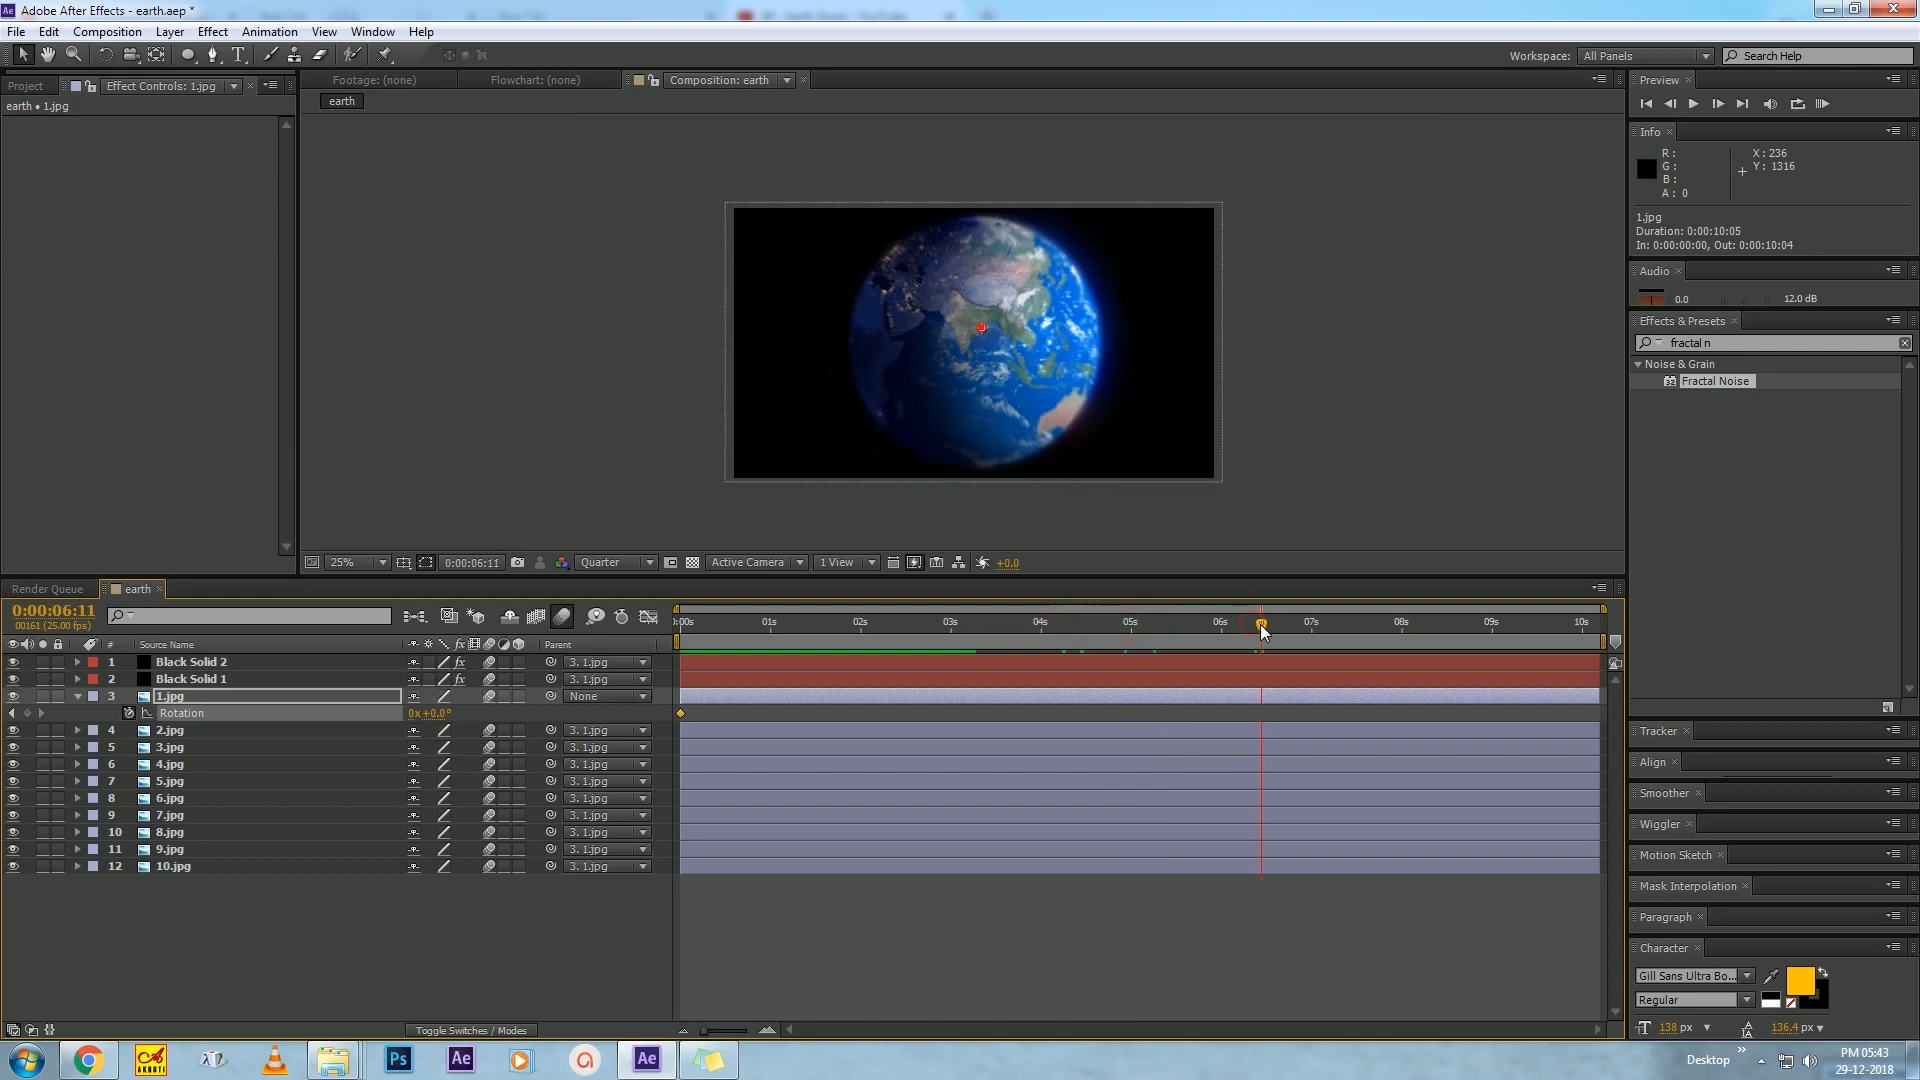 Adobe After Effects - earth.aep *
File Edit Composition Layer Effect Animation View Window Help
Workspace: All Panels Search Help
Project Effect Controls: 1.jpg
Footage: (none) Flowchart: (none) Composition: earth
earth • 1.jpg
earth
Preview
Info
R :
G :
B :
A : 0
X : 236
Y : 1316
1.jpg
Duration: 0:00:10:05
In: 0:00:00:00, Out: 0:00:10:04
Audio
0.0 12.0 dB
Effects & Presets
fractal n
Noise & Grain
32 Fractal Noise
25% 0:00:06:11 Quarter Active Camera 1 View +0.0
Render Queue earth
0:00:06:11
00161 (25.00 fps)
:00s 01s 02s 03s 04s 05s 06s 07s 08s 09s 10s
# Source Name fx Parent
1 Black Solid 2 fx 3. 1.jpg
2 Black Solid 1 fx 3. 1.jpg
3 1.jpg None
Rotation 0x+0.0°
4 2.jpg 3. 1.jpg
5 3.jpg 3. 1.jpg
6 4.jpg 3. 1.jpg
7 5.jpg 3. 1.jpg
8 6.jpg 3. 1.jpg
9 7.jpg 3. 1.jpg
10 8.jpg 3. 1.jpg
11 9.jpg 3. 1.jpg
12 10.jpg 3. 1.jpg
Toggle Switches / Modes
Tracker
Align
Smoother
Wiggler
Motion Sketch
Mask Interpolation
Paragraph
Character
Gill Sans Ultra Bo...
Regular
138 px 136.4 px
AKRUTI Ps Ae Ae
Desktop
PM 05:43
29-12-2018